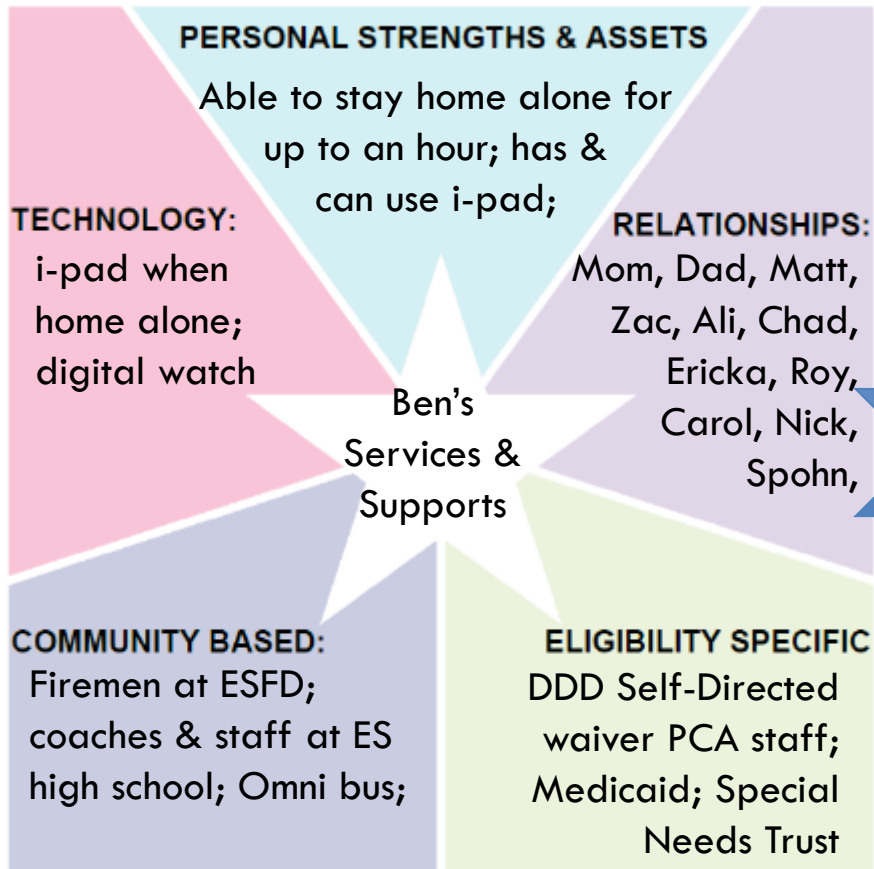 PERSONAL STRENGTHS & ASSETS
Able to stay home alone for
up to an hour; has &
can use i-pad;
TECHNOLOGY:
i-pad when
home alone;
digital watch
RELATIONSHIPS:
Mom, Dad, Matt,
Zac, Ali, Chad,
Ericka, Roy,
Carol, Nick,
Spohn,
Ben's
Services &
Supports
COMMUNITY BASED:
Firemen at ESFD;
coaches & staff at ES
high school; Omni bus;
ELIGIBILITY SPECIFIC
DDD Self-Directed
waiver PCA staff;
Medicaid; Special
Needs Trust